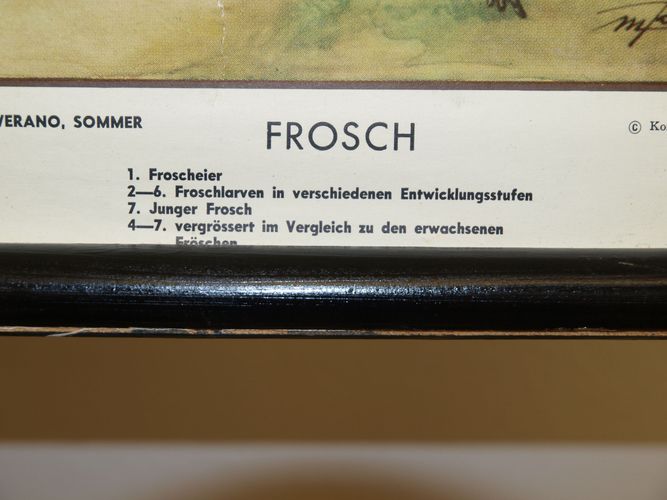 VERANO, SOMMER
FROSCH
© Ko
1. Froscheier
2—6. Froschlarven in verschiedenen Entwicklungsstufen
7. Junger Frosch
4—7. vergrössert im Vergleich zu den erwachsenen
Fröschen